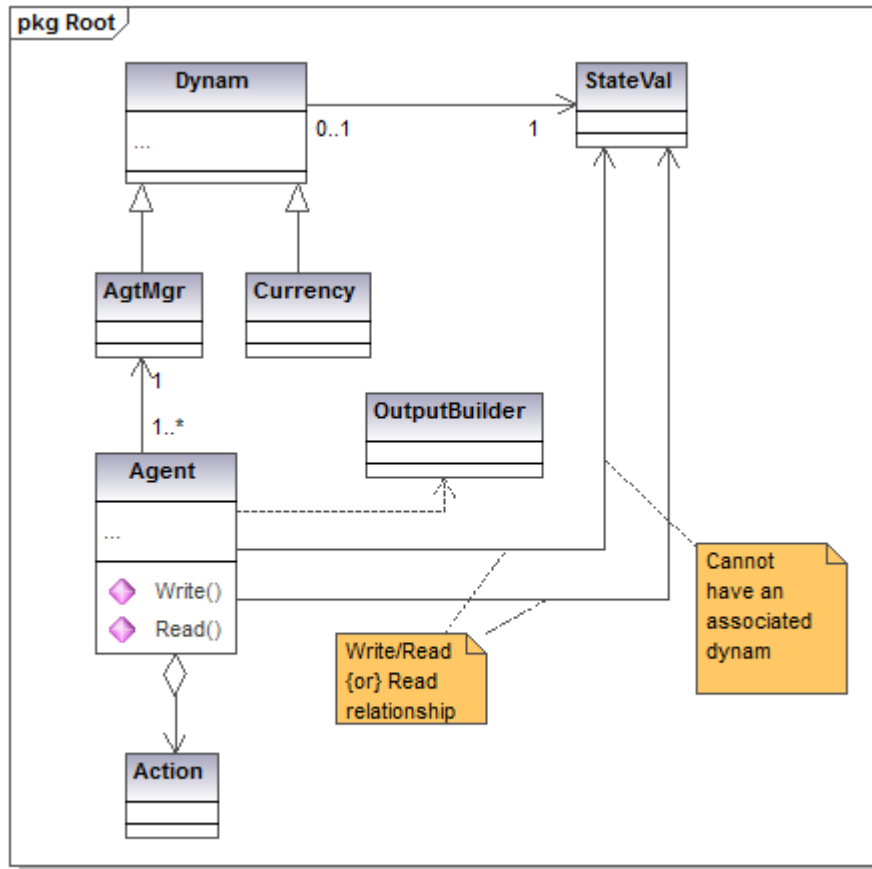 pkg Root
Dynam
StateVal
...
0..1
1
AgtMgr
Currency
1
1..*
OutputBuilder
Agent
...
Write()
Read()
Cannot
have an
associated
dynam
Write/Read
{or} Read
relationship
Action